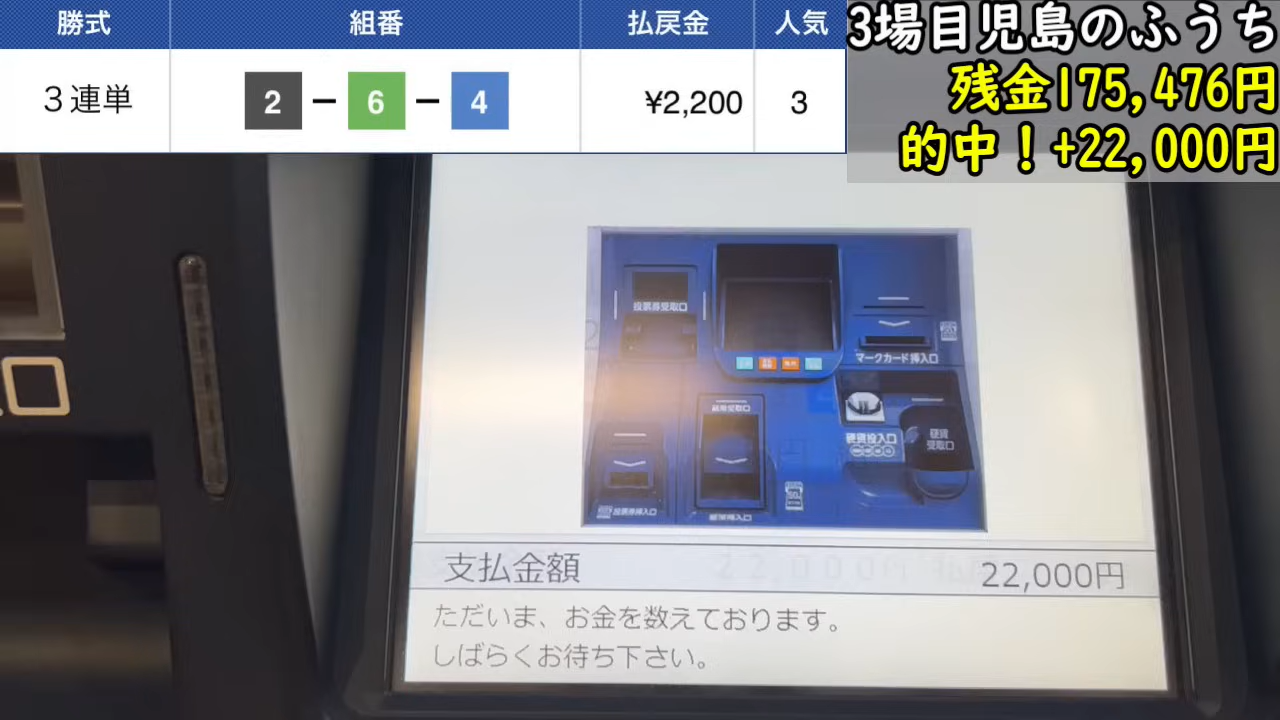 勝式 組番 払戻金 人気
3連単 2-6-4 ¥2,200 3
3場目児島のふうち
残金175,476円
的中！+22,000円
投票券受取口
マークカード挿入口
紙幣受取口
硬貨投入口
硬貨
受取口
投票券挿入口
紙幣挿入口
支払金額 22,000円
ただいま、お金を数えております。
しばらくお待ち下さい。